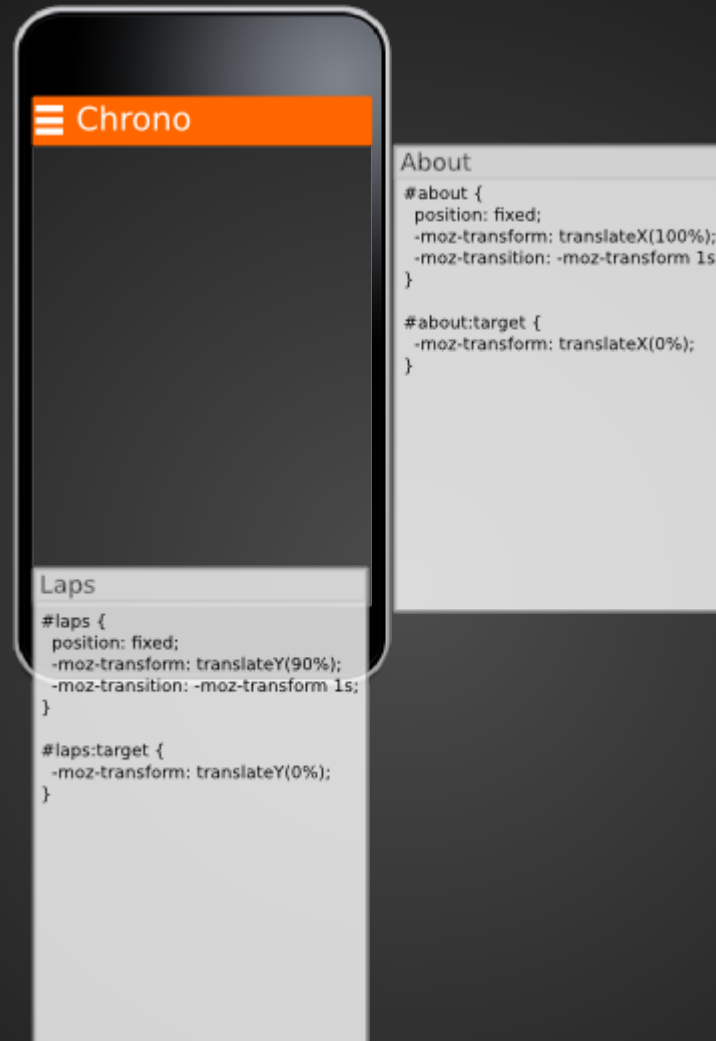 Chrono
About
#about {
position: fixed;
-moz-transform: translateX(100%);
-moz-transition: -moz-transform 1s
}
#about:target {
-moz-transform: translateX(0%);
}
Laps
#laps {
position: fixed;
-moz-transform: translateY(90%);
-moz-transition: -moz-transform 1s;
}
#laps:target {
-moz-transform: translateY(0%);
}